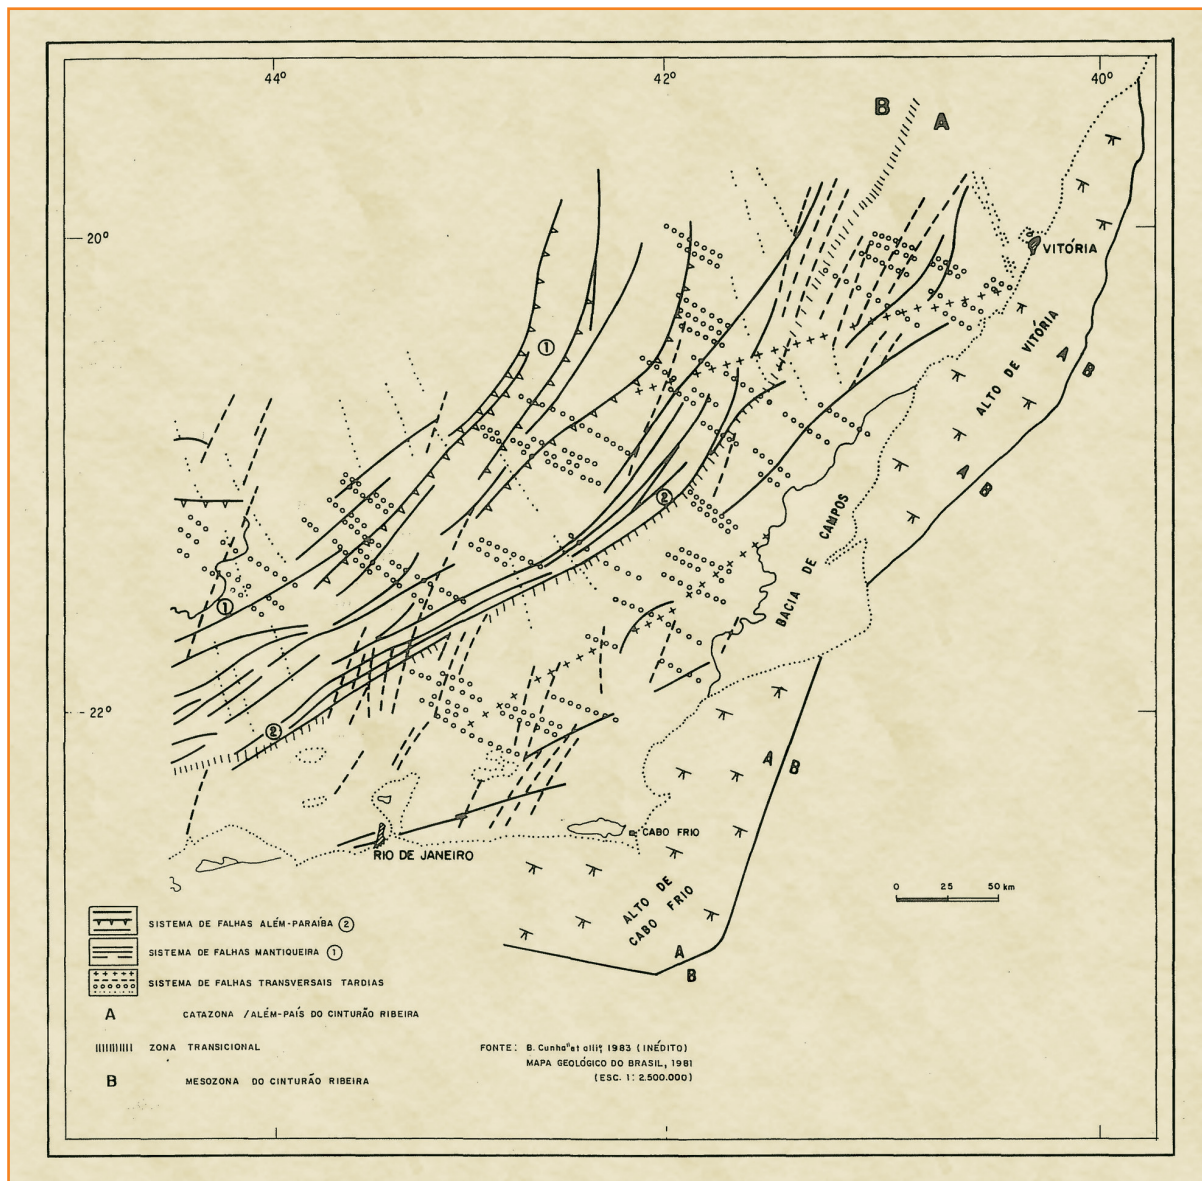 44º
42º
40º
B
A
20º
VITÓRIA
1
ALTO DE VITÓRIA
A
B
2
A
B
BACIA DE CAMPOS
1
22º
2
A
B
CABO FRIO
RIO DE JANEIRO
ALTO DE
CABO FRIO
0 25 50 km
A
B
SISTEMA DE FALHAS ALÉM-PARAÍBA 2
SISTEMA DE FALHAS MANTIQUEIRA 1
SISTEMA DE FALHAS TRANSVERSAIS TARDIAS
A CATAZONA /ALÉM-PAÍS DO CINTURÃO RIBEIRA
ZONA TRANSICIONAL
B MESOZONA DO CINTURÃO RIBEIRA
FONTE: B. Cunha et alli, 1983 (INÉDITO)
MAPA GEOLÓGICO DO BRASIL, 1981
(ESC. 1: 2.500.000)